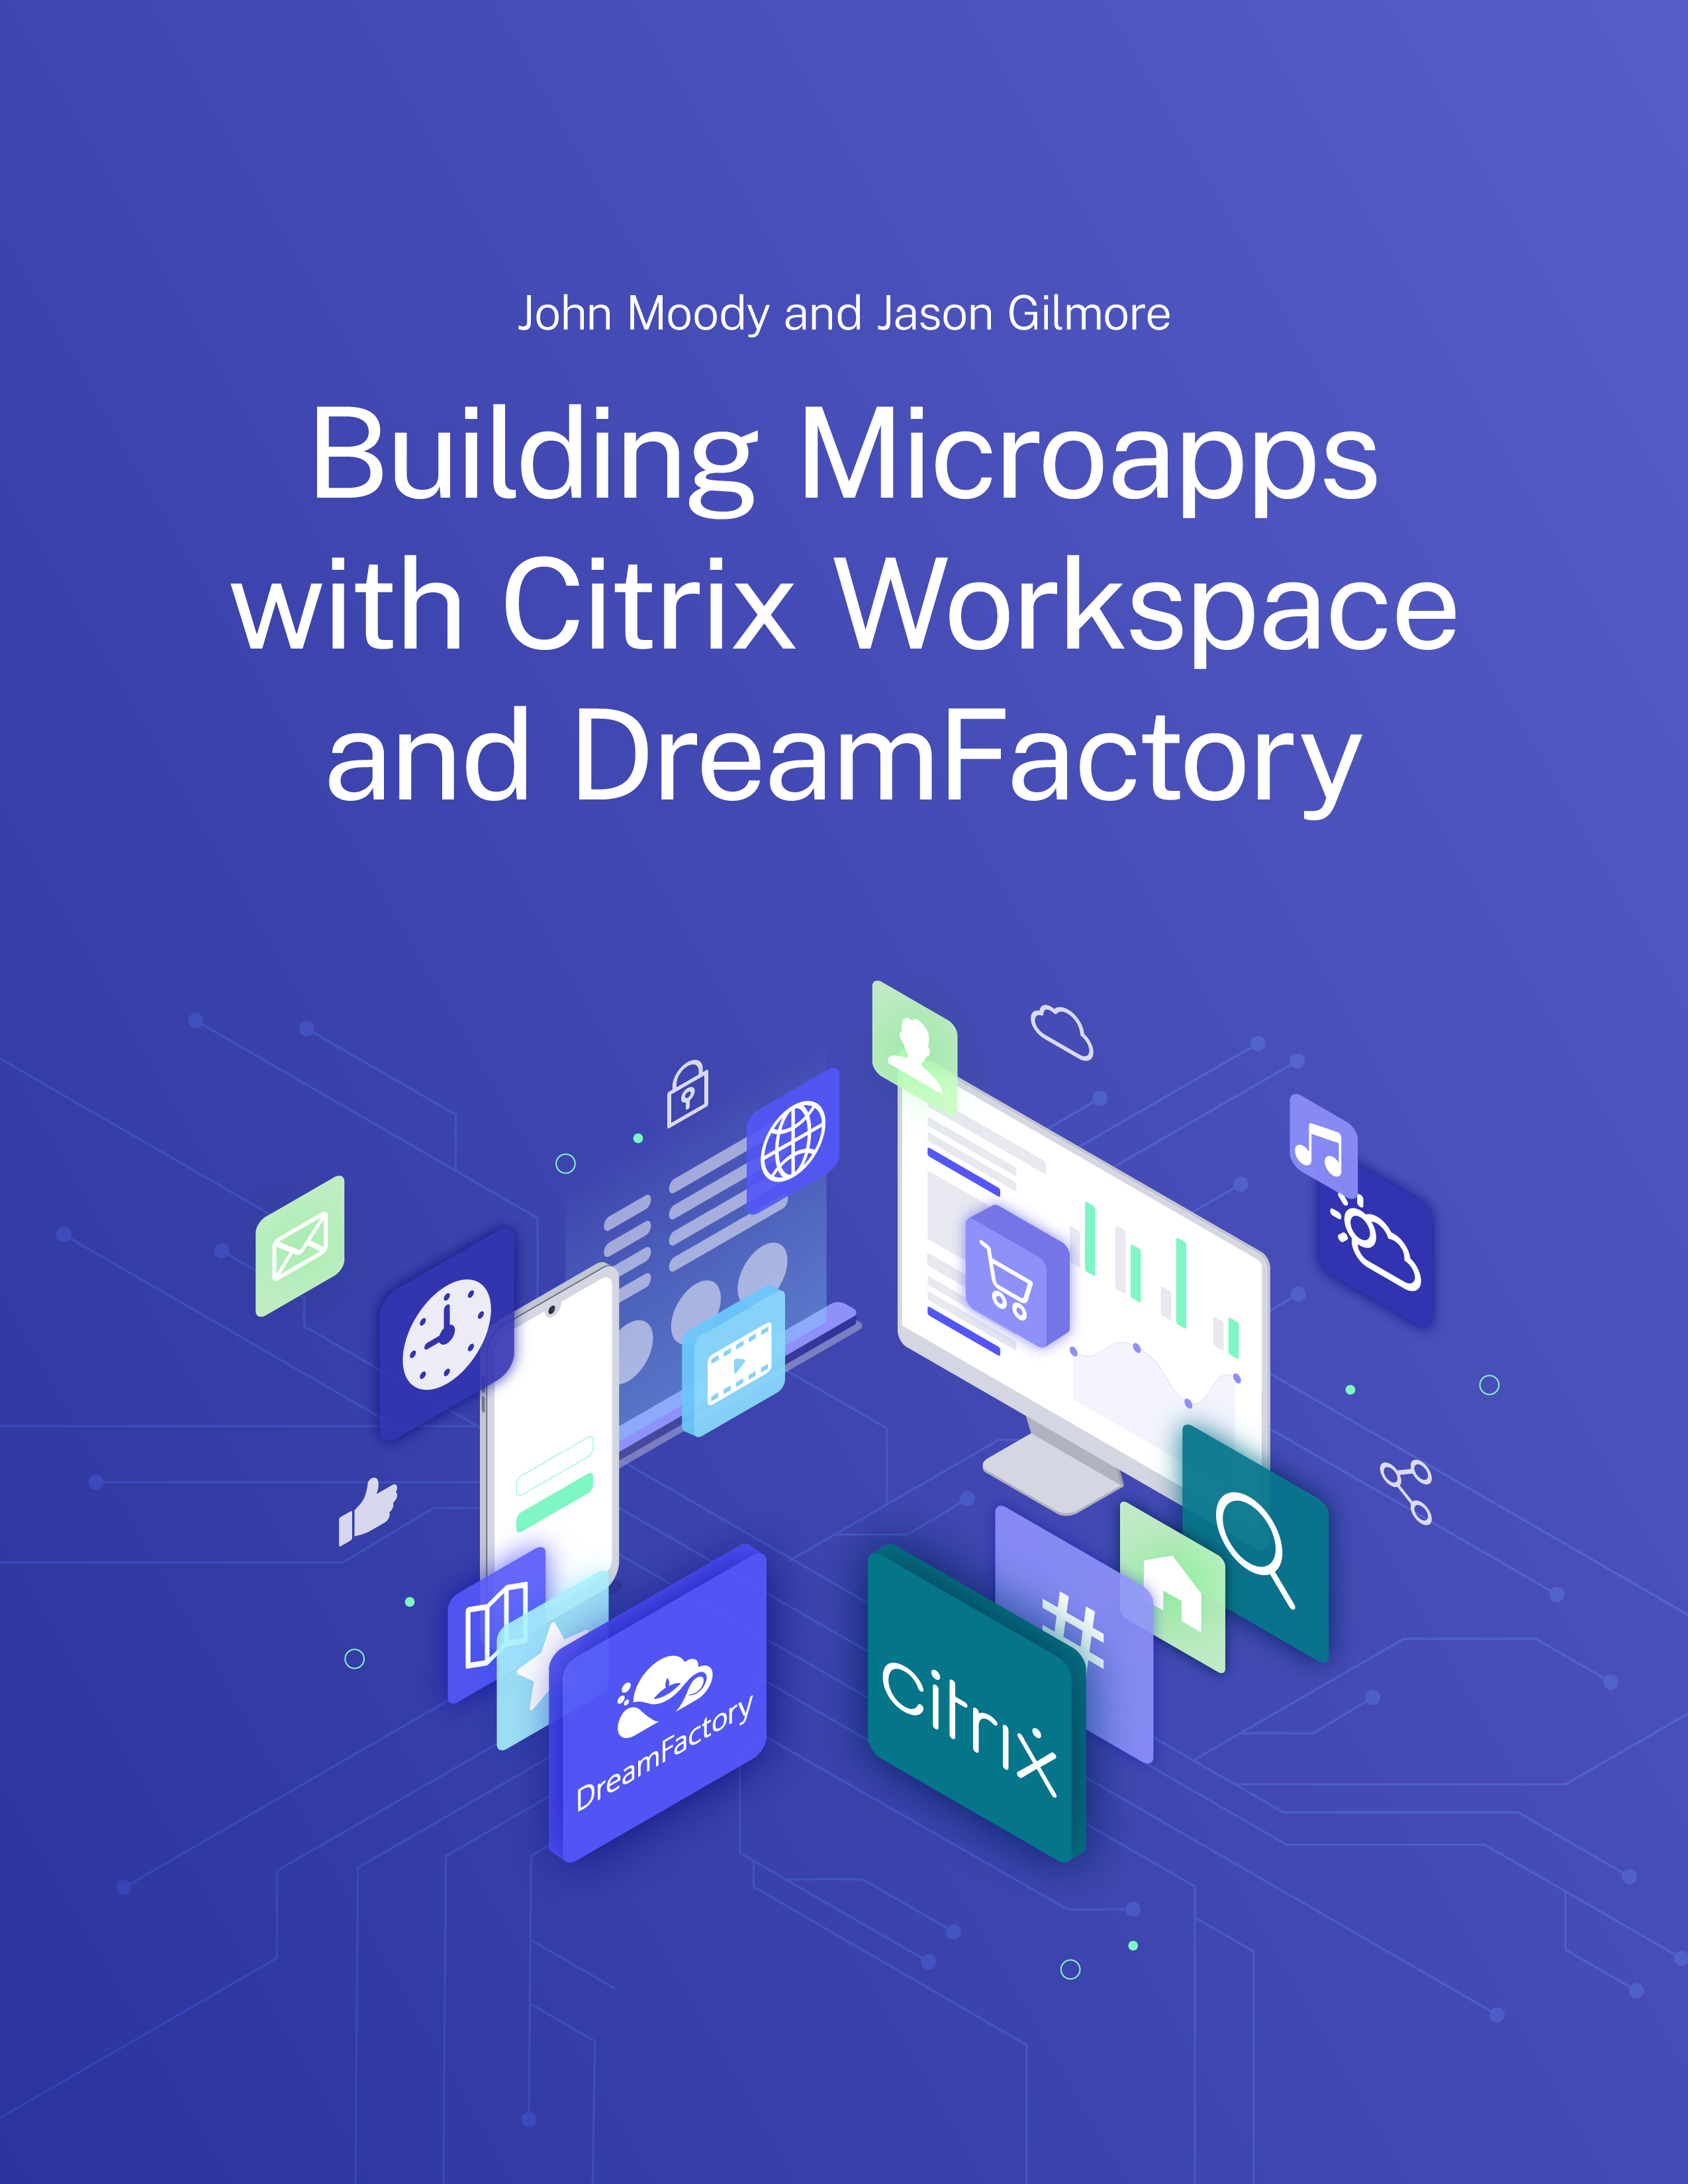 John Moody and Jason Gilmore
Building Microapps
with Citrix Workspace
and DreamFactory
#
DreamFactory
citrix